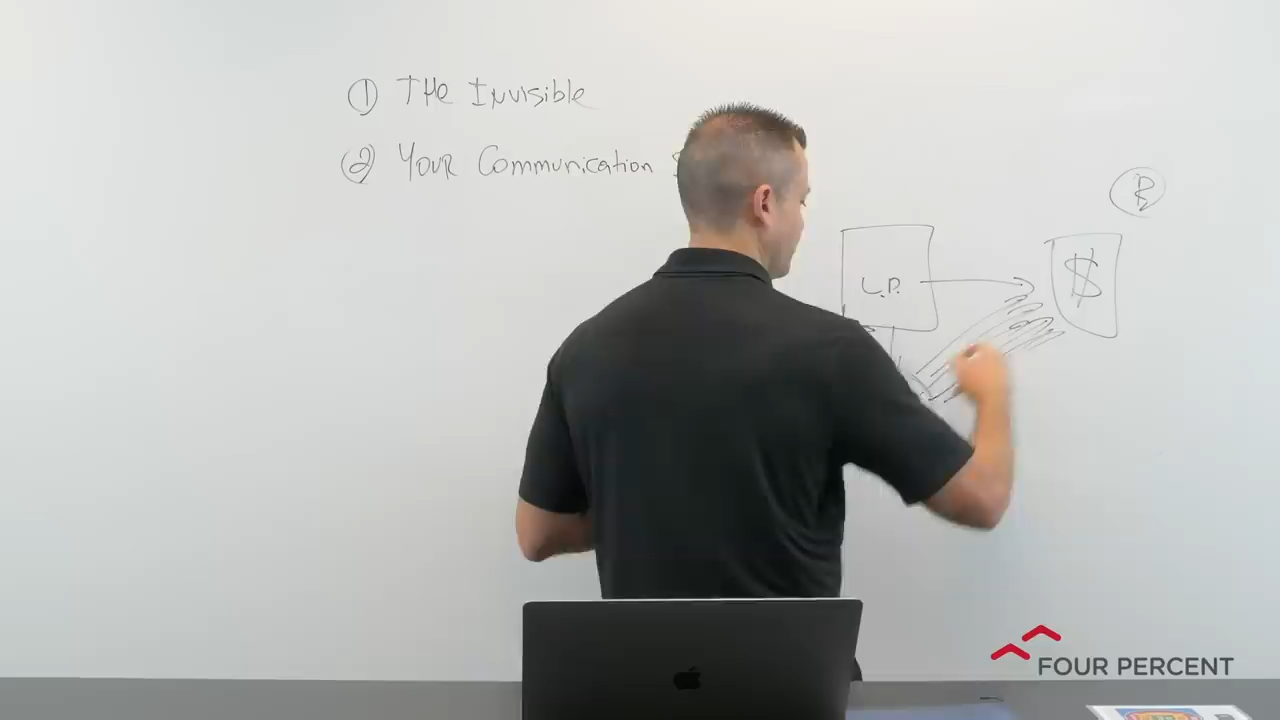 ① THe Invisible
② YOUR Communication
R
L.P.
$
FOUR PERCENT